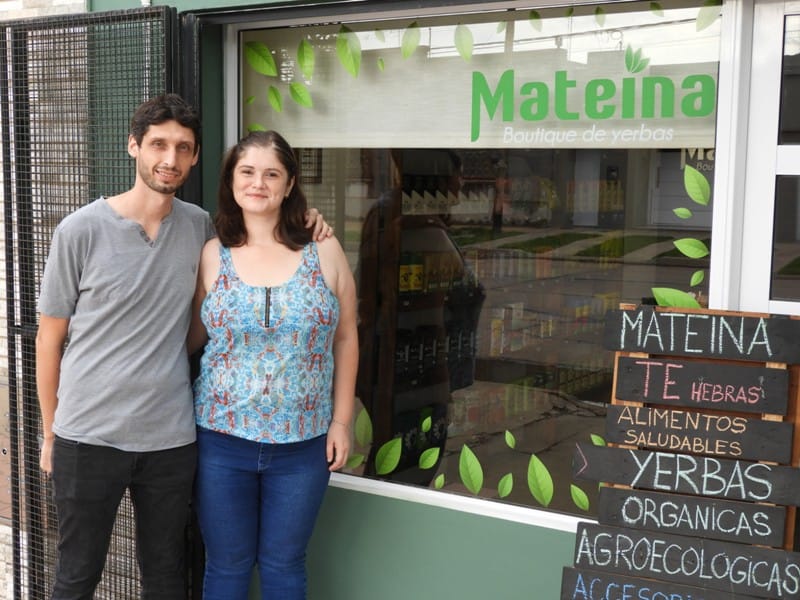 Mateina
Boutique de yerbas
MATEINA
TE HEBRAS
ALIMENTOS
SALUDABLES
YERBAS
ORGANICAS
AGROECOLOGICAS